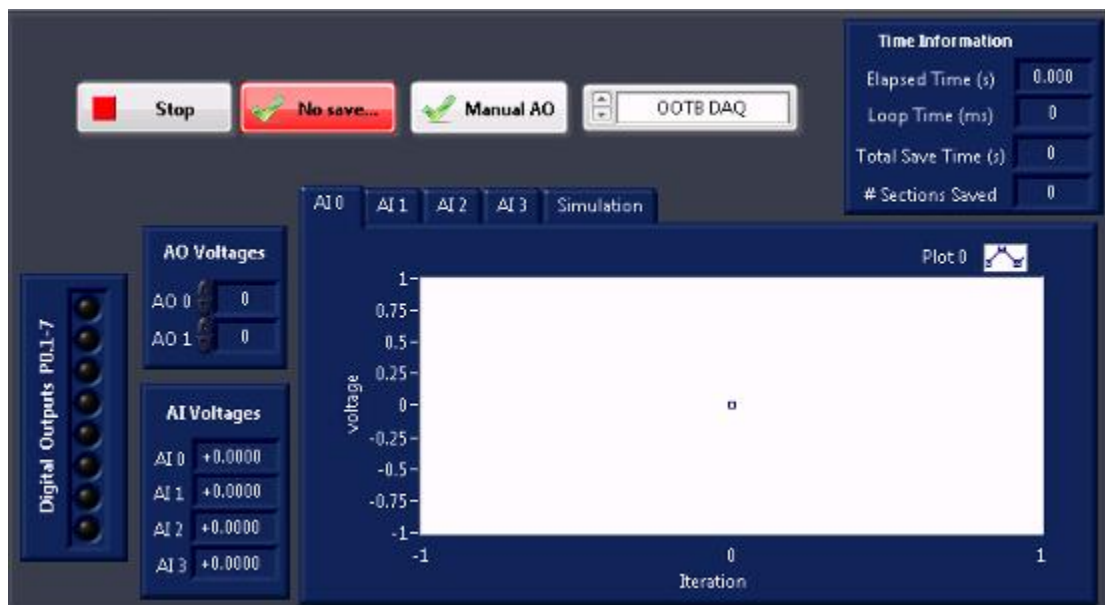 Time Information
Elapsed Time (s) 0.000
Loop Time (ms) 0
Total Save Time (s) 0
# Sections Saved 0
Stop No save... Manual AO OOTB DAQ
AI 0 AI 1 AI 2 AI 3 Simulation
AO Voltages
AO 0 0
AO 1 0
Digital Outputs P0.1-7
AI Voltages
AI 0 +0.0000
AI 1 +0.0000
AI 2 +0.0000
AI 3 +0.0000
Plot 0
voltage
1
0.75
0.5
0.25
0
-0.25
-0.5
-0.75
-1
-1 0 1
Iteration